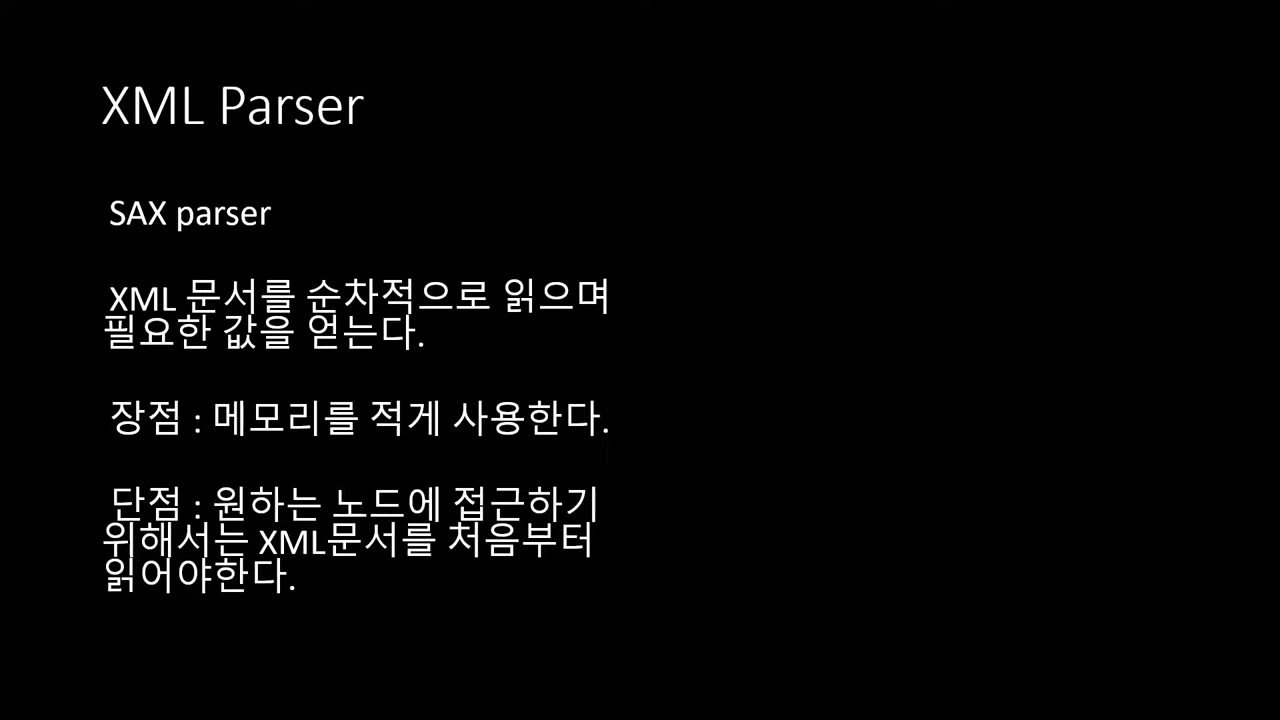 XML Parser
SAX parser
XML 문서를 순차적으로 읽으며
필요한 값을 얻는다.
장점 : 메모리를 적게 사용한다.
단점 : 원하는 노드에 접근하기
위해서는 XML문서를 처음부터
읽어야한다.